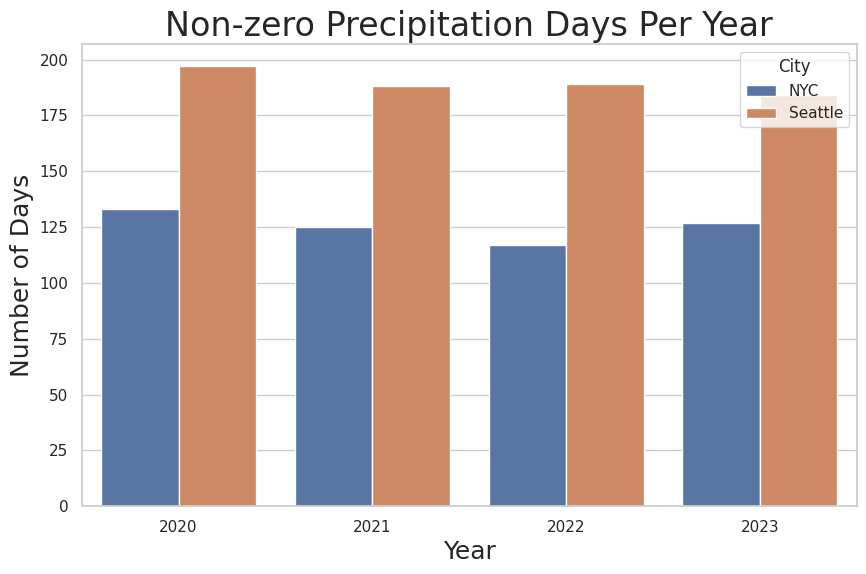 Non-zero Precipitation Days Per Year
City
NYC
Seattle
Number of Days
200
175
150
125
100
75
50
25
0
2020 2021 2022 2023
Year